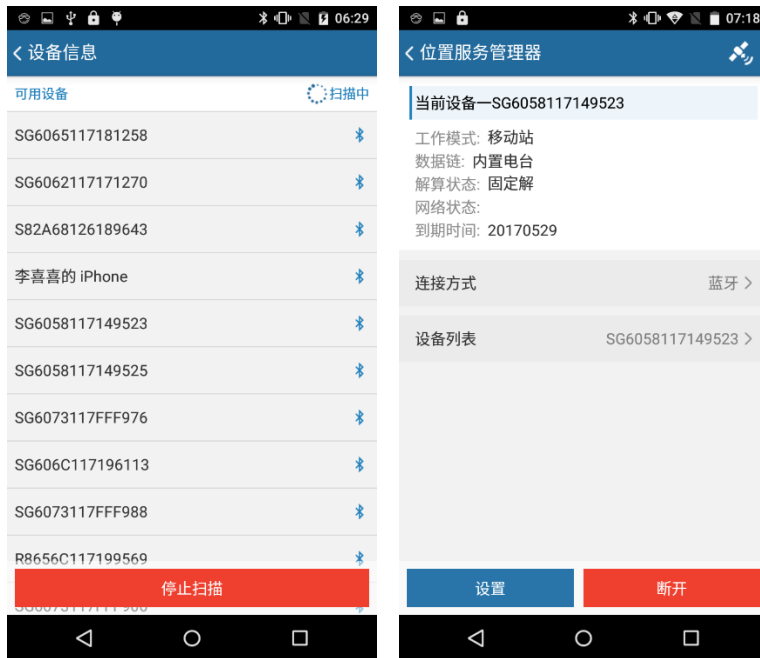 06:29
设备信息
可用设备
扫描中
SG6065117181258
SG6062117171270
S82A68126189643
李喜喜的 iPhone
SG6058117149523
SG6058117149525
SG6073117FFF976
SG606C117196113
SG6073117FFF988
R8656C117199569
停止扫描
07:18
位置服务管理器
当前设备—SG6058117149523
工作模式: 移动站
数据链: 内置电台
解算状态: 固定解
网络状态:
到期时间: 20170529
连接方式 蓝牙
设备列表 SG6058117149523
设置 断开